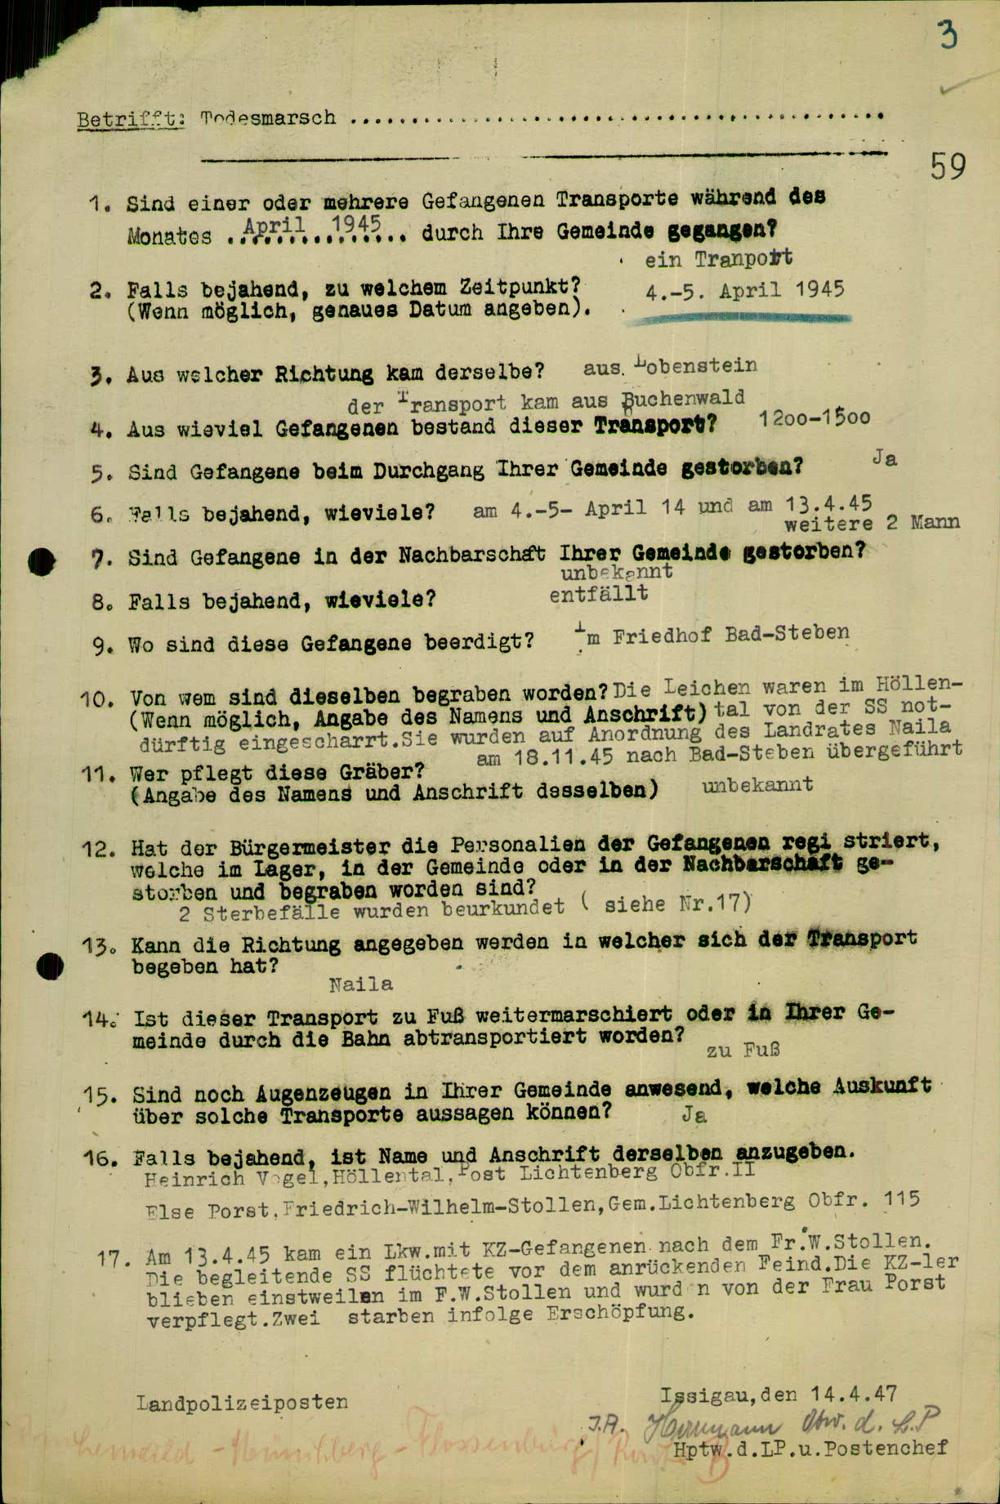 3
Betrifft: Todesmarsch ............................................
59
1. Sind einer oder mehrere Gefangenen Transporte während des
Monates ..April..1945.. durch Ihre Gemeinde gegangen?
ein Tranport
2. Falls bejahend, zu welchem Zeitpunkt? 4.-5. April 1945
(Wenn möglich, genaues Datum angeben).
3. Aus welcher Richtung kam derselbe? aus Lobenstein
der Transport kam aus Buchenwald
4. Aus wieviel Gefangenen bestand dieser Transport? 1200-1500
5. Sind Gefangene beim Durchgang Ihrer Gemeinde gestorben? Ja
6. Falls bejahend, wieviele? am 4.-5- April 14 und am 13.4.45
weitere 2 Mann
7. Sind Gefangene in der Nachbarschaft Ihrer Gemeinde gestorben?
unbekannt
8. Falls bejahend, wieviele? entfällt
9. Wo sind diese Gefangene beerdigt? Im Friedhof Bad-Steben
10. Von wem sind dieselben begraben worden? Die Leichen waren im Höllen-
(Wenn möglich, Angabe des Namens und Anschrift) tal von der SS not-
dürftig eingescharrt.Sie wurden auf Anordnung des Landrates Naila
am 18.11.45 nach Bad-Steben übergeführt
11. Wer pflegt diese Gräber?
(Angabe des Namens und Anschrift desselben) unbekannt
12. Hat der Bürgermeister die Personalien der Gefangenen regi striert,
welche im Lager, in der Gemeinde oder in der Nachbarschaft ge-
storben und begraben worden sind?
2 Sterbefälle wurden beurkundet ( siehe Nr.17)
13. Kann die Richtung angegeben werden in welcher sich der Transport
begeben hat?
Naila
14. Ist dieser Transport zu Fuß weitermarschiert oder in Ihrer Ge-
meinde durch die Bahn abtransportiert worden?
zu Fuß
15. Sind noch Augenzeugen in Ihrer Gemeinde anwesend, welche Auskunft
über solche Transporte aussagen können? Ja
16. Falls bejahend, ist Name und Anschrift derselben anzugeben.
Heinrich Vogel,Höllental,Post Lichtenberg Obfr.II
Else Porst,Friedrich-Wilhelm-Stollen,Gem.Lichtenberg Obfr. 115
17. Am 13.4.45 kam ein Lkw.mit KZ-Gefangenen nach dem Fr.W.Stollen.
Die begleitende SS flüchtete vor dem anrückenden Feind.Die KZ-ler
blieben einstweilen im F.W.Stollen und wurd n von der Frau Porst
verpflegt.Zwei starben infolge Erschöpfung.
Landpolizeiposten
Issigau,den 14.4.47
J.A. Hermann
Hptw.d.LP.u.Postenchef
- Münchberg - Flossenbürg